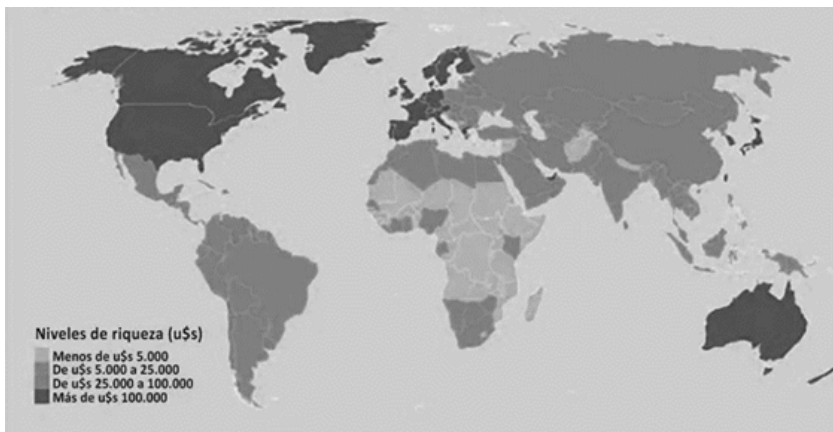 Niveles de riqueza (u$s)
Menos de u$s 5.000
De u$s 5.000 a 25.000
De u$s 25.000 a 100.000
Más de u$s 100.000